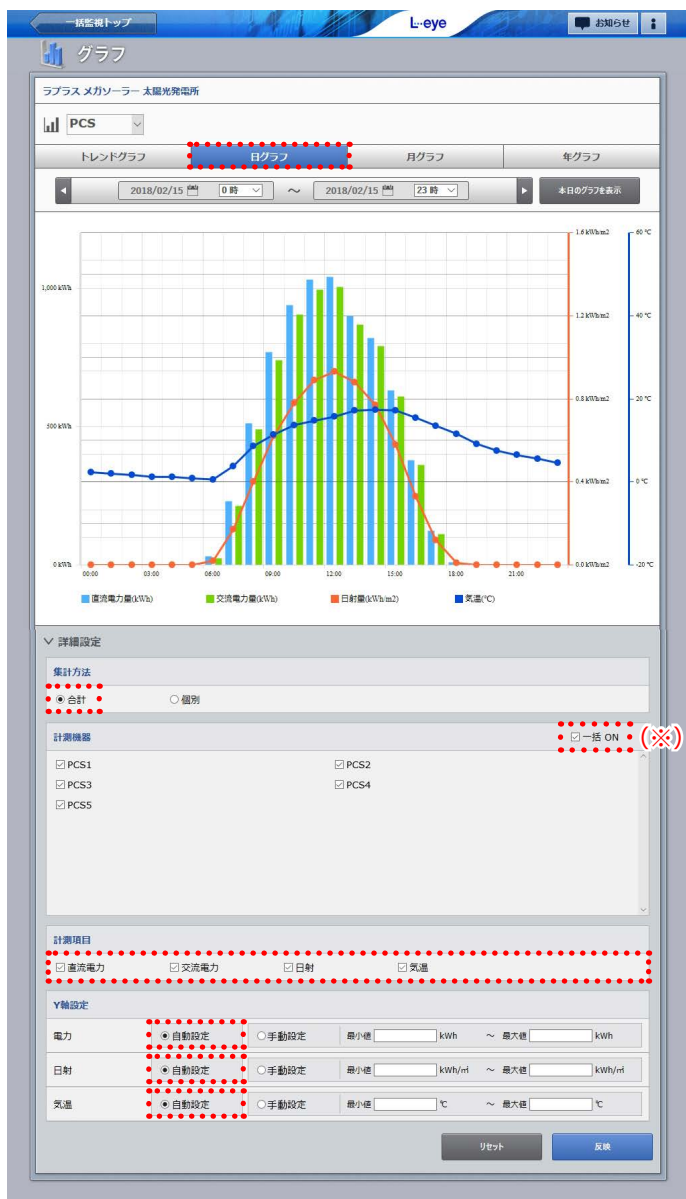 一括監視トップ L・eye お知らせ i
グラフ
ラプラス メガソーラー 太陽光発電所
PCS
トレンドグラフ 日グラフ 月グラフ 年グラフ
2018/02/15 0 時 ～ 2018/02/15 23 時 本日のグラフを表示
1.6 kWh/m2 60 ℃
1,000 kWh
1.2 kWh/m2 40 ℃
0.8 kWh/m2 20 ℃
500 kWh
0.4 kWh/m2 0 ℃
0 kWh 0.0 kWh/m2 -20 ℃
00:00 03:00 06:00 09:00 12:00 15:00 18:00 21:00
直流電力量(kWh) 交流電力量(kWh) 日射量(kWh/m2) 気温(℃)
詳細設定
集計方法
合計 個別
計測機器 一括 ON (※)
PCS1 PCS2
PCS3 PCS4
PCS5
計測項目
直流電力 交流電力 日射 気温
Y軸設定
電力 自動設定 手動設定 最小値 kWh ～ 最大値 kWh
日射 自動設定 手動設定 最小値 kWh/㎡ ～ 最大値 kWh/㎡
気温 自動設定 手動設定 最小値 ℃ ～ 最大値 ℃
リセット 反映